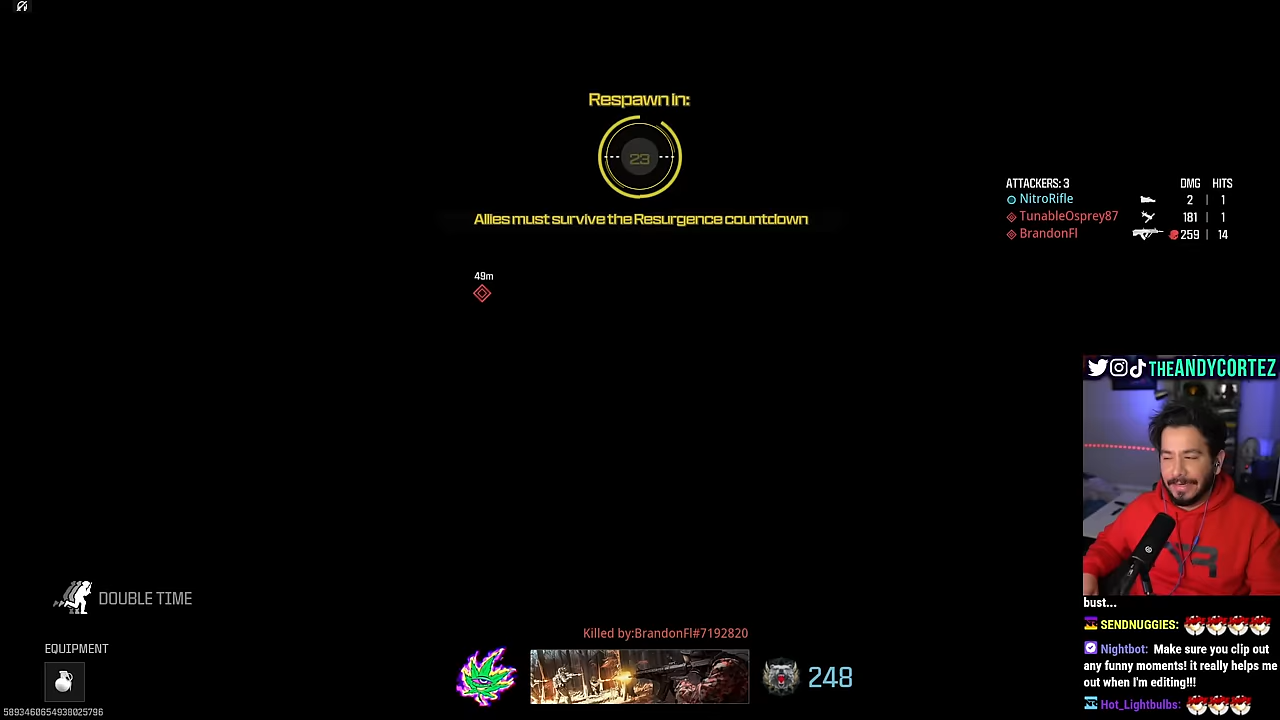 Respawn In:
23
Allies must survive the Resurgence countdown
49m
ATTACKERS: 3 DMG HITS
NitroRifle 2 | 1
TunableOsprey87 181 | 1
BrandonFl 259 | 14
THEANDYCORTEZ
bust...
SENDNUGGIES:
Nightbot: Make sure you clip out
any funny moments! it really helps me
out when I'm editing!!!
Hot_Lightbulbs:
DOUBLE TIME
EQUIPMENT
Killed by:BrandonFl#7192820
248
5893460654938025796